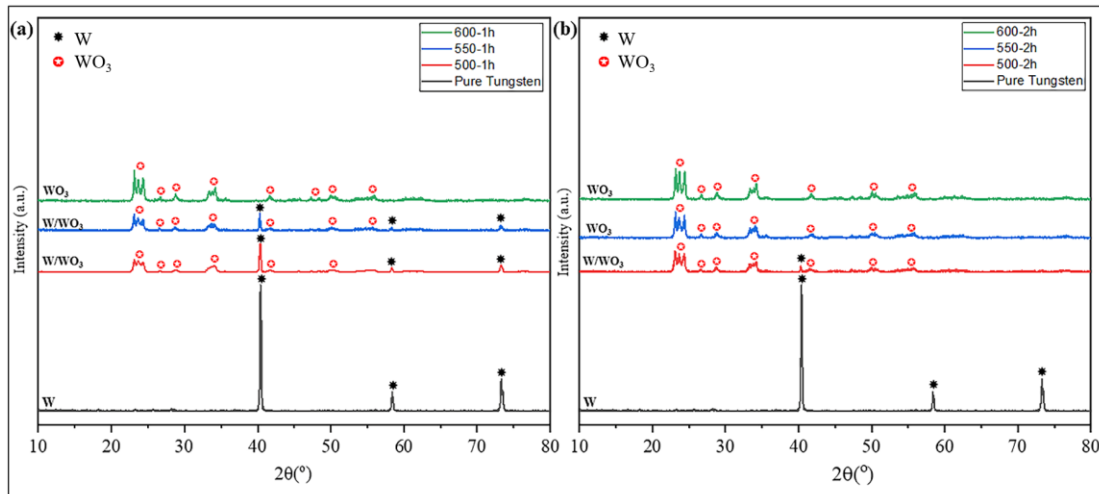 (a)
W
WO₃
600-1h
550-1h
500-1h
Pure Tungsten
WO₃
W/WO₃
W/WO₃
W
Intensity (a.u.)
10 20 30 40 50 60 70 80
2θ(°)
(b)
W
WO₃
600-2h
550-2h
500-2h
Pure Tungsten
WO₃
WO₃
W/WO₃
W
Intensity (a.u.)
10 20 30 40 50 60 70 80
2θ(°)